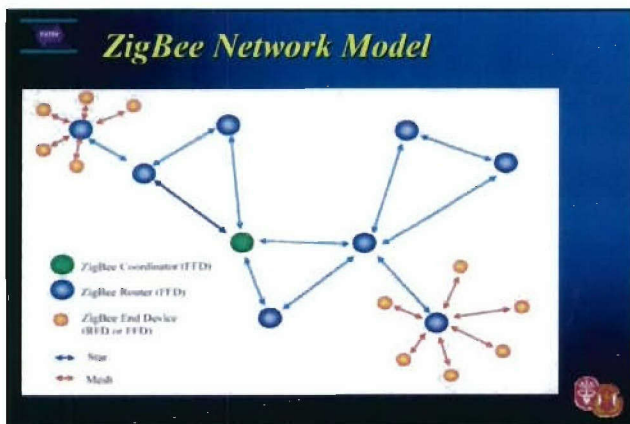 ZigBee Network Model
ZigBee Coordinator (FFD)
ZigBee Router (FFD)
ZigBee End Device
(RFD or FFD)
Star
Mesh